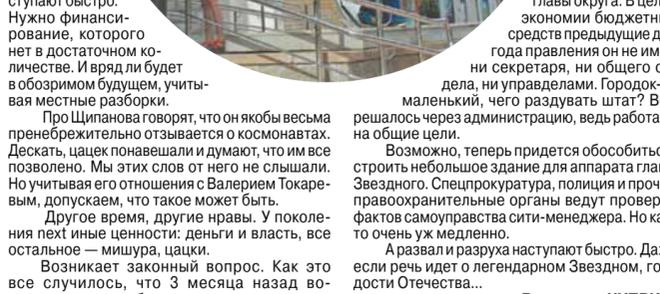 ступают быстро.
Нужно финанси-
рование, которого
нет в достаточном ко-
личестве. И вряд ли будет
в обозримом будущем, учиты-
вая местные разборки.
Про Щипанова говорят, что он якобы весьма
пренебрежительно отзывается о космонавтах.
Дескать, цацек понавешали и думают, что им все
позволено. Мы этих слов от него не слышали.
Но учитывая его отношения с Валерием Токаре-
вым, допускаем, что такое может быть.
Другое время, другие нравы. У поколе-
ния next иные ценности: деньги и власть, все
остальное — мишура, цацки.
Возникает законный вопрос. Как это
все случилось, что 3 месяца назад во-
главы округа. В цел
экономии бюджетн
средств предыдущие д
года правления он не им
ни секретаря, ни общего о
дела, ни управделами. Городок-
маленький, чего раздувать штат? В
решалось через администрацию, ведь работа
на общие цели.
Возможно, теперь придется обособитьс
строить небольшое здание для аппарата глав
Звездного. Спецпрокуратура, полиция и проч
правоохранительные органы ведут провер
фактов самоуправства сити-менеджера. Но ка
то очень уж медленно.
А развал и разруха наступают быстро. Да
если речь идет о легендарном Звездном, го
дости Отечества...